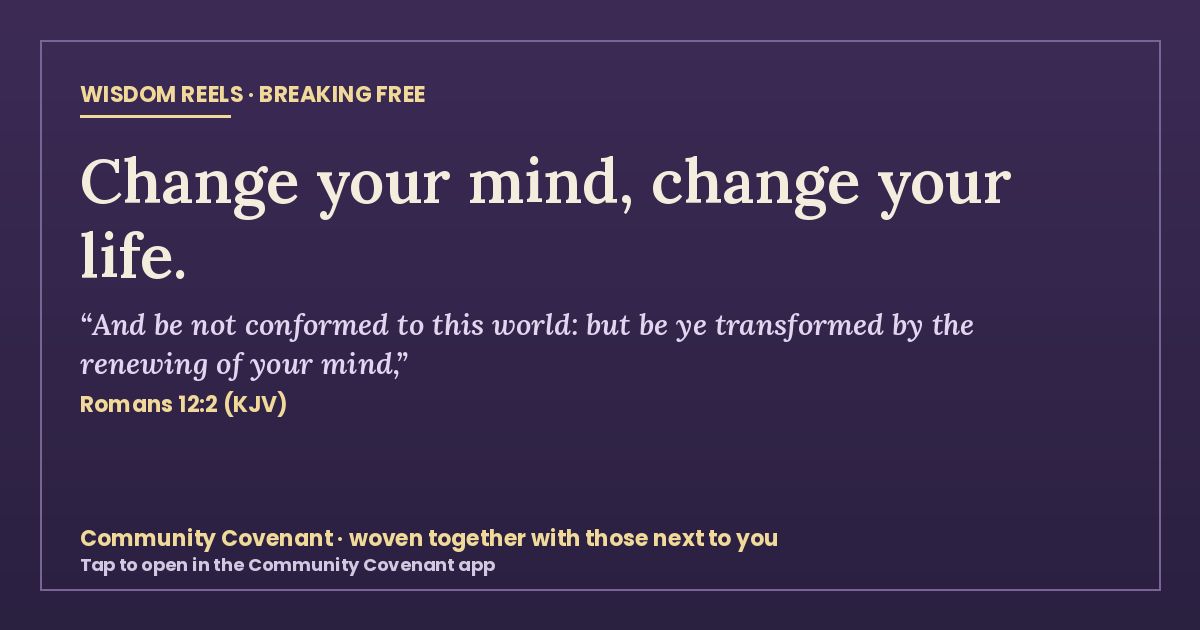 WISDOM REELS · BREAKING FREE
Change your mind, change your
life.
“And be not conformed to this world: but be ye transformed by the
renewing of your mind,”
Romans 12:2 (KJV)
Community Covenant · woven together with those next to you
Tap to open in the Community Covenant app